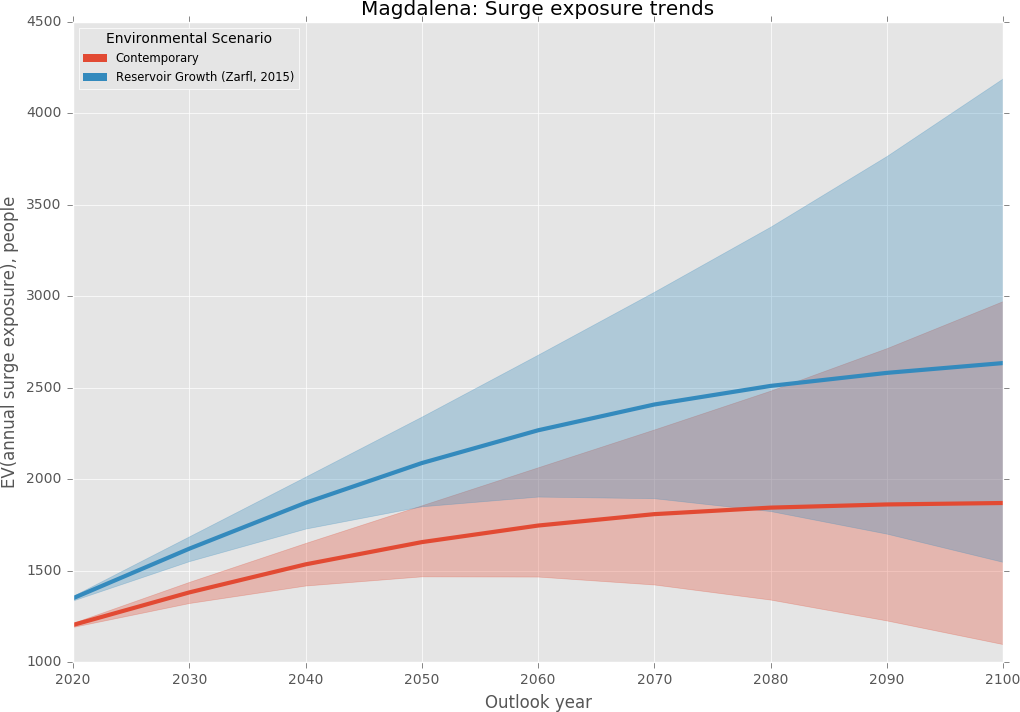 Magdalena: Surge exposure trends
4500
Environmental Scenario
Contemporary
Reservoir Growth (Zarfl, 2015)
4000
3500
3000
2500
2000
1500
1000
EV(annual surge exposure), people
2020 2030 2040 2050 2060 2070 2080 2090 2100
Outlook year